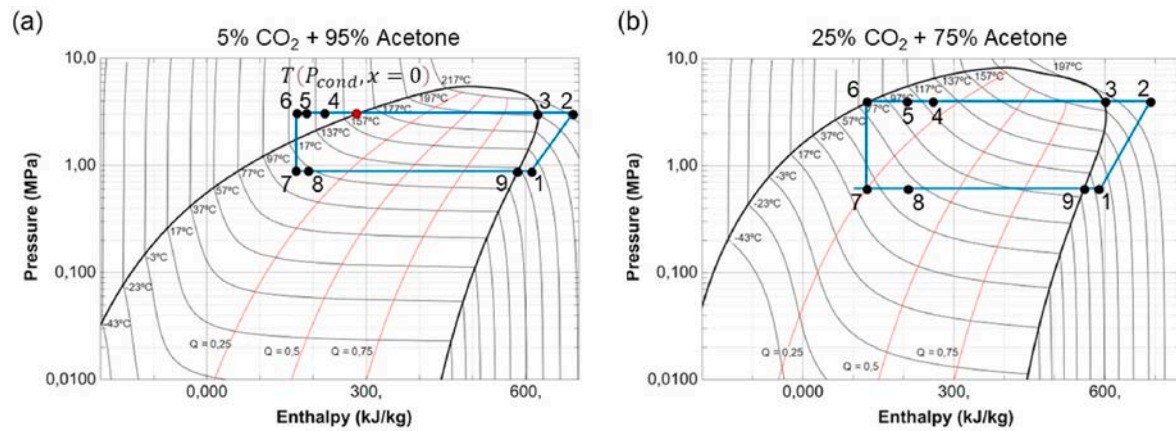 (a)
5% CO₂ + 95% Acetone
T(P_cond, x = 0)
10,0
1,00
0,100
0,0100
Pressure (MPa)
217ºC
197ºC
177ºC
157ºC
137ºC
17ºC
97ºC
77ºC
57ºC
37ºC
17ºC
-3ºC
-23ºC
-43ºC
6 5 4 3 2
7 8 9 1
Q = 0,25
Q = 0,5
Q = 0,75
0,000
300,
600,
Enthalpy (kJ/kg)
(b)
25% CO₂ + 75% Acetone
10,0
1,00
0,100
0,0100
Pressure (MPa)
197ºC
157ºC
137ºC
117ºC
97ºC
77ºC
57ºC
37ºC
17ºC
-3ºC
-23ºC
-43ºC
6 5 4 3 2
7 8 9 1
Q = 0,25
Q = 0,5
Q = 0,75
0,000
300,
600,
Enthalpy (kJ/kg)